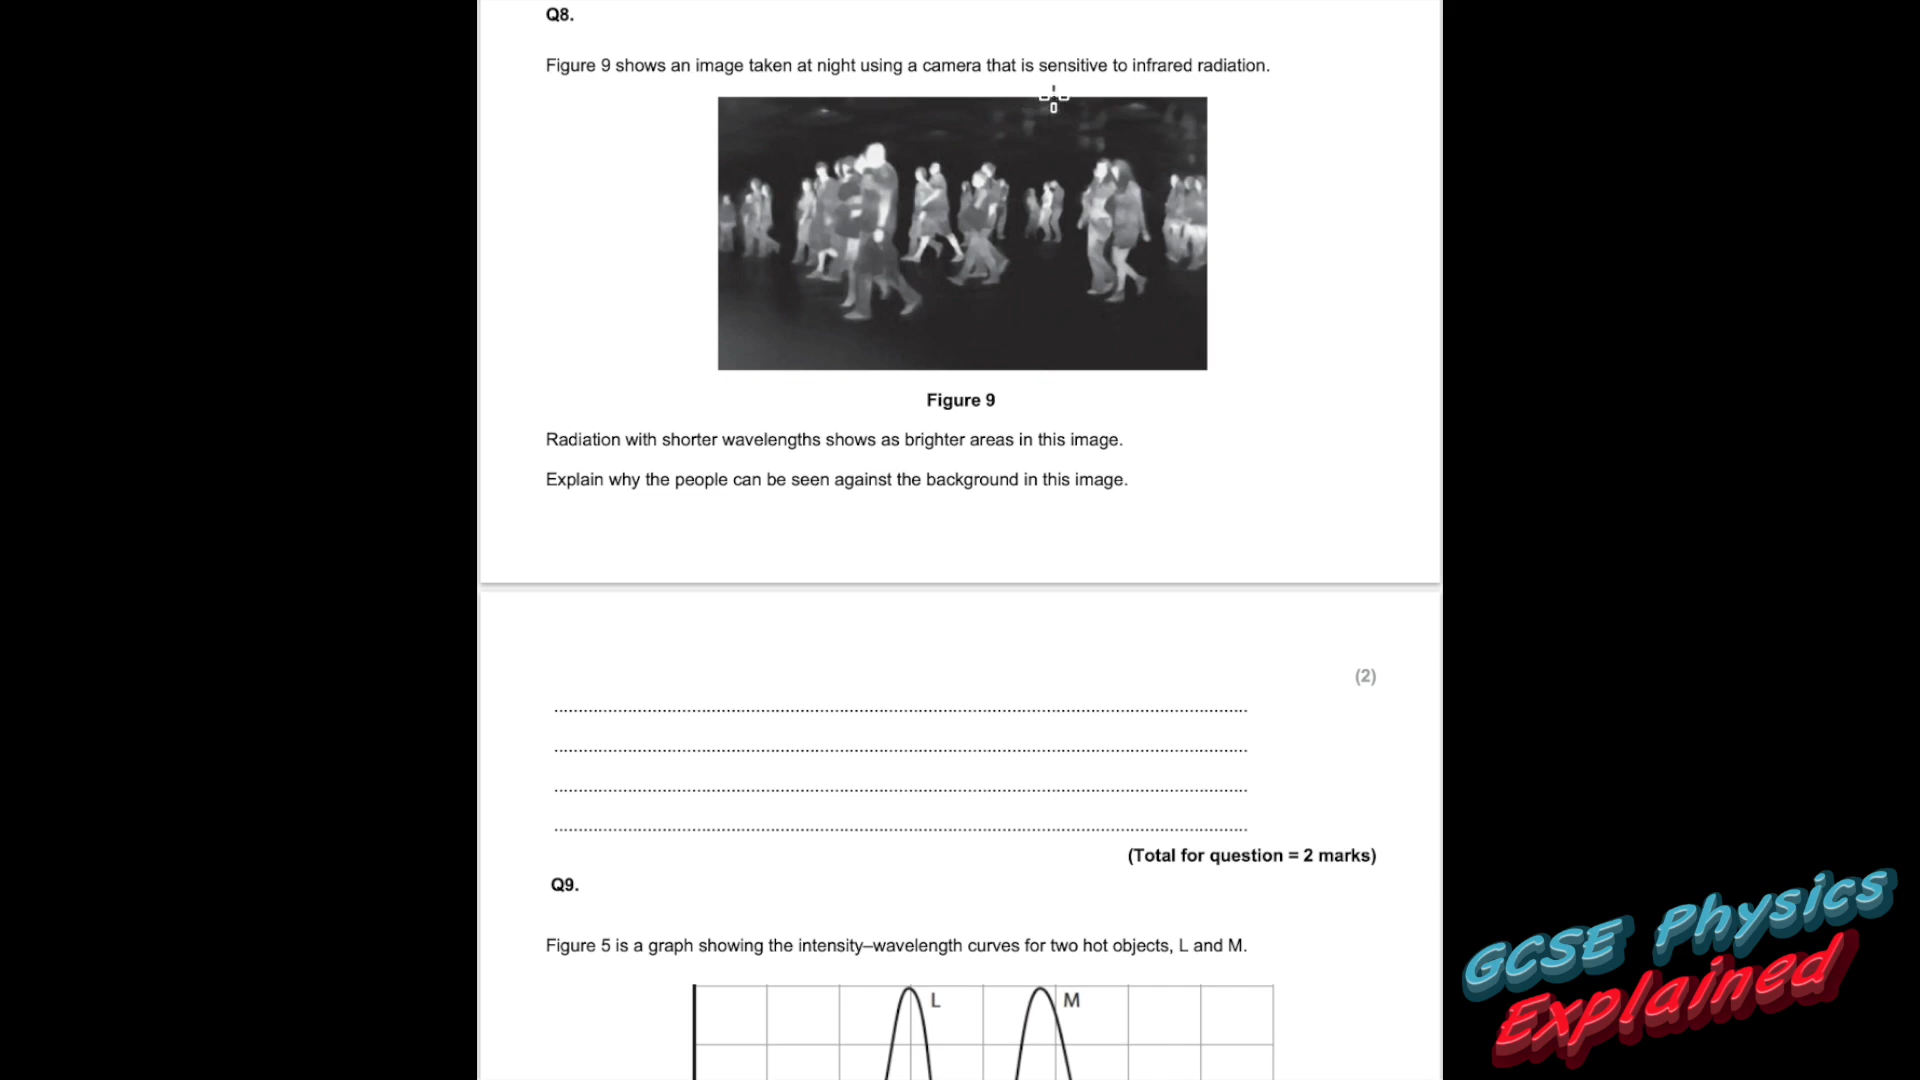 Q8.
Figure 9 shows an image taken at night using a camera that is sensitive to infrared radiation.
Figure 9
Radiation with shorter wavelengths shows as brighter areas in this image.
Explain why the people can be seen against the background in this image.
(2)
(Total for question = 2 marks)
Q9.
Figure 5 is a graph showing the intensity–wavelength curves for two hot objects, L and M.
L
M
GCSE Physics
Explained